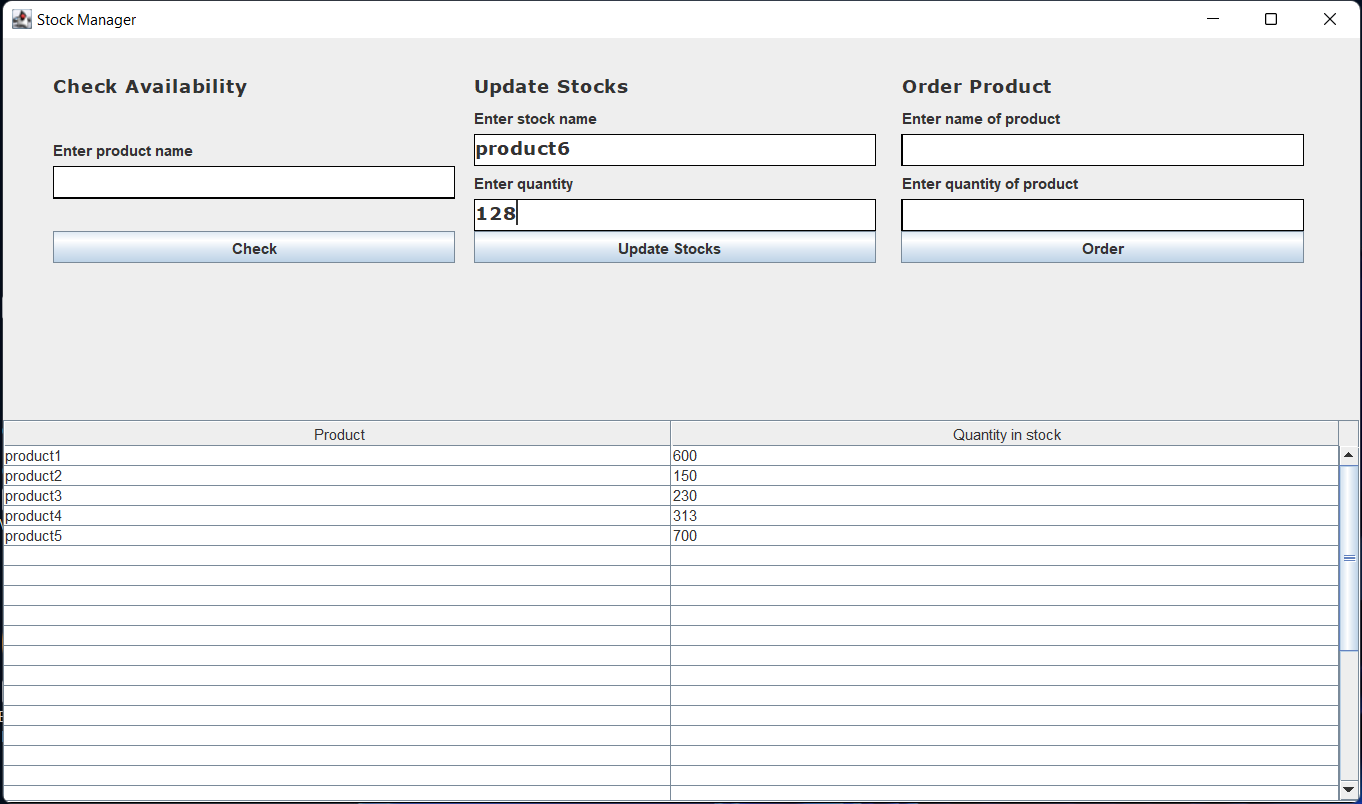 Stock Manager
Check Availability
Enter product name
Check
Update Stocks
Enter stock name
product6
Enter quantity
128
Update Stocks
Order Product
Enter name of product
Enter quantity of product
Order
Product Quantity in stock
product1 600
product2 150
product3 230
product4 313
product5 700